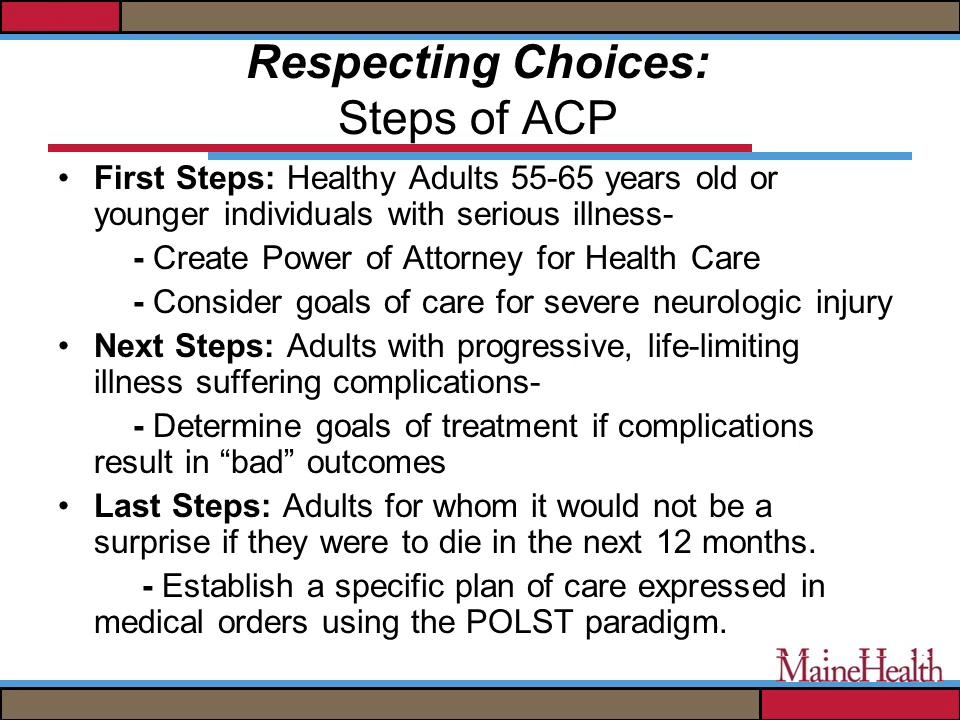 Respecting Choices:
Steps of ACP
• First Steps: Healthy Adults 55-65 years old or
younger individuals with serious illness-
- Create Power of Attorney for Health Care
- Consider goals of care for severe neurologic injury
• Next Steps: Adults with progressive, life-limiting
illness suffering complications-
- Determine goals of treatment if complications
result in “bad” outcomes
• Last Steps: Adults for whom it would not be a
surprise if they were to die in the next 12 months.
- Establish a specific plan of care expressed in
medical orders using the POLST paradigm.
MaineHealth